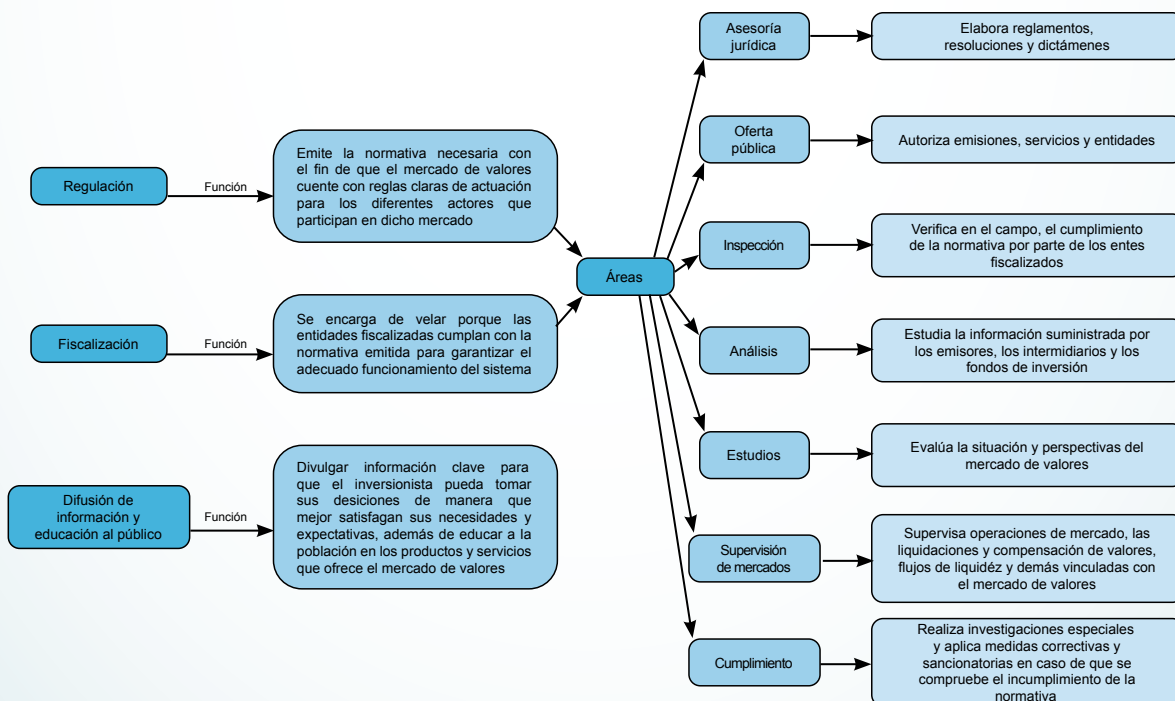 Regulación
Función
Emite la normativa necesaria con
el fin de que el mercado de valores
cuente con reglas claras de actuación
para los diferentes actores que
participan en dicho mercado
Fiscalización
Función
Se encarga de velar porque las
entidades fiscalizadas cumplan con la
normativa emitida para garantizar el
adecuado funcionamiento del sistema
Difusión de
información y
educación al público
Función
Divulgar información clave para
que el inversionista pueda tomar
sus desiciones de manera que
mejor satisfagan sus necesidades y
expectativas, además de educar a la
población en los productos y servicios
que ofrece el mercado de valores
Áreas
Asesoría
jurídica
Elabora reglamentos,
resoluciones y dictámenes
Oferta
pública
Autoriza emisiones, servicios y entidades
Inspección
Verifica en el campo, el cumplimiento
de la normativa por parte de los entes
fiscalizados
Análisis
Estudia la información suministrada por
los emisores, los intermidiarios y los
fondos de inversión
Estudios
Evalúa la situación y perspectivas del
mercado de valores
Supervisión
de mercados
Supervisa operaciones de mercado, las
liquidaciones y compensación de valores,
flujos de liquidéz y demás vinculadas con
el mercado de valores
Cumplimiento
Realiza investigaciones especiales
y aplica medidas correctivas y
sancionatorias en caso de que se
compruebe el incumplimiento de la
normativa